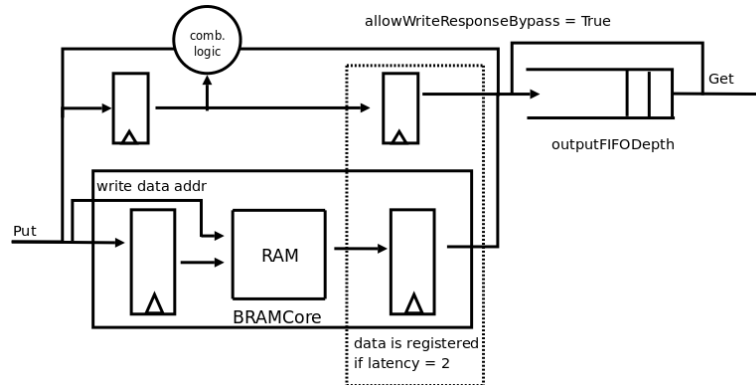 allowWriteResponseBypass = True
comb.
logic
Get
outputFIFODepth
write data addr
Put
RAM
BRAMCore
data is registered
if latency = 2